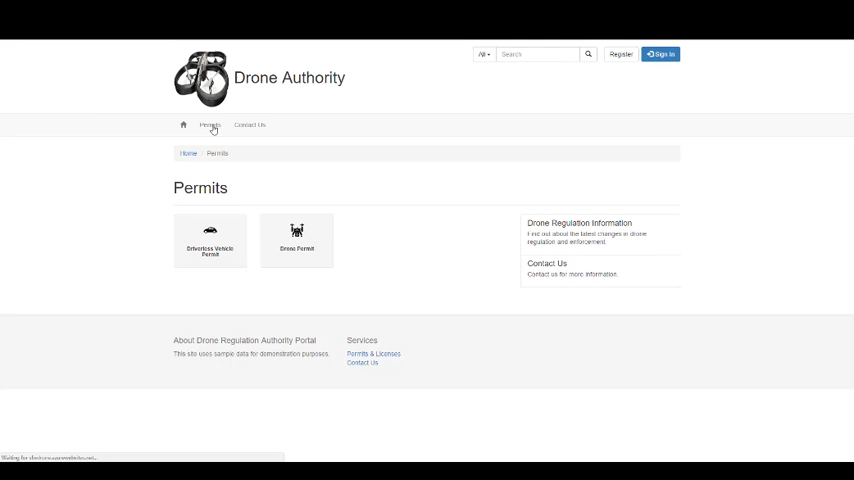 All
Search
Register
Sign In
Drone Authority
Permits
Contact Us
Home / Permits
Permits
Driverless Vehicle
Permit
Drone Permit
Drone Regulation Information
Find out about the latest changes in drone
regulation and enforcement.
Contact Us
Contact us for more information.
About Drone Regulation Authority Portal
This site uses sample data for demonstration purposes.
Services
Permits & Licenses
Contact Us
Waiting for